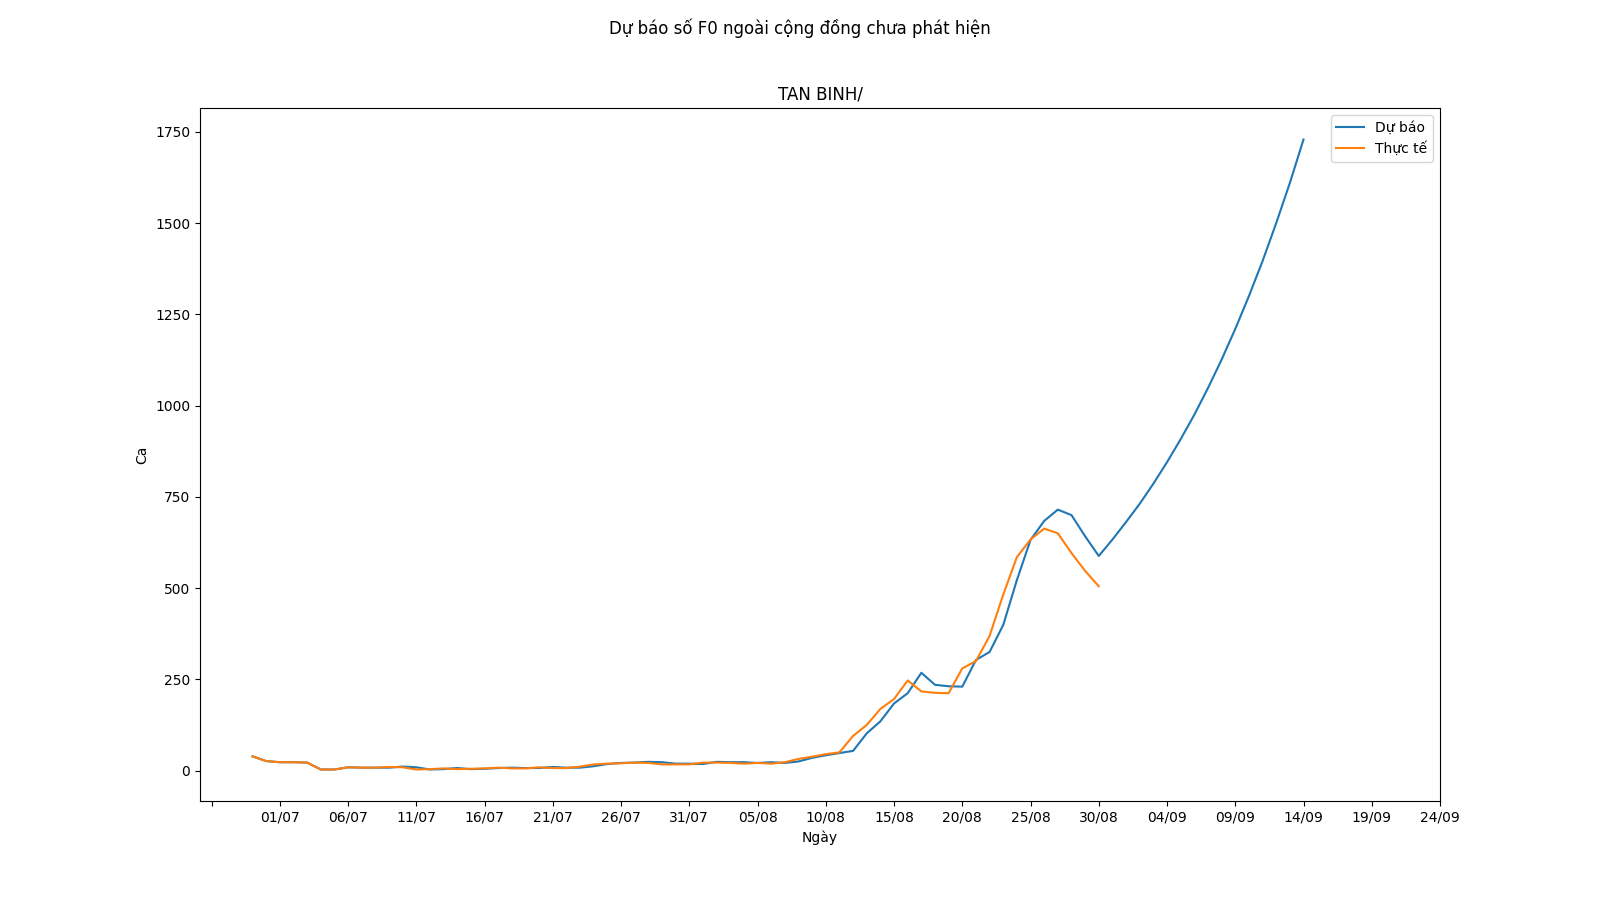 Dự báo số F0 ngoài cộng đồng chưa phát hiện
TAN BINH/
Dự báo
Thực tế
1750
1500
1250
1000
750
500
250
0
Ca
01/07 06/07 11/07 16/07 21/07 26/07 31/07 05/08 10/08 15/08 20/08 25/08 30/08 04/09 09/09 14/09 19/09 24/09
Ngày